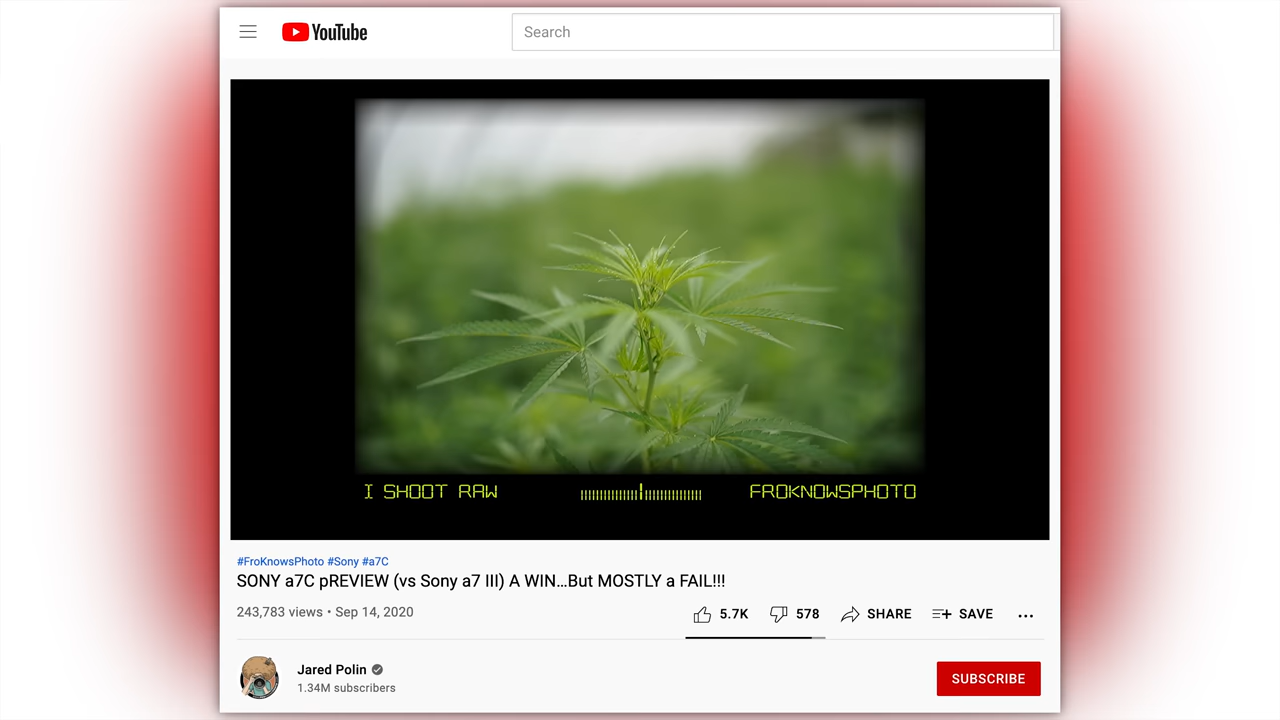 YouTube
Search
I SHOOT RAW
FROKNOWSPHOTO
#FroKnowsPhoto #Sony #a7C
SONY a7C pREVIEW (vs Sony a7 III) A WIN...But MOSTLY a FAIL!!!
243,783 views • Sep 14, 2020
5.7K
578
SHARE
SAVE
Jared Polin
1.34M subscribers
SUBSCRIBE